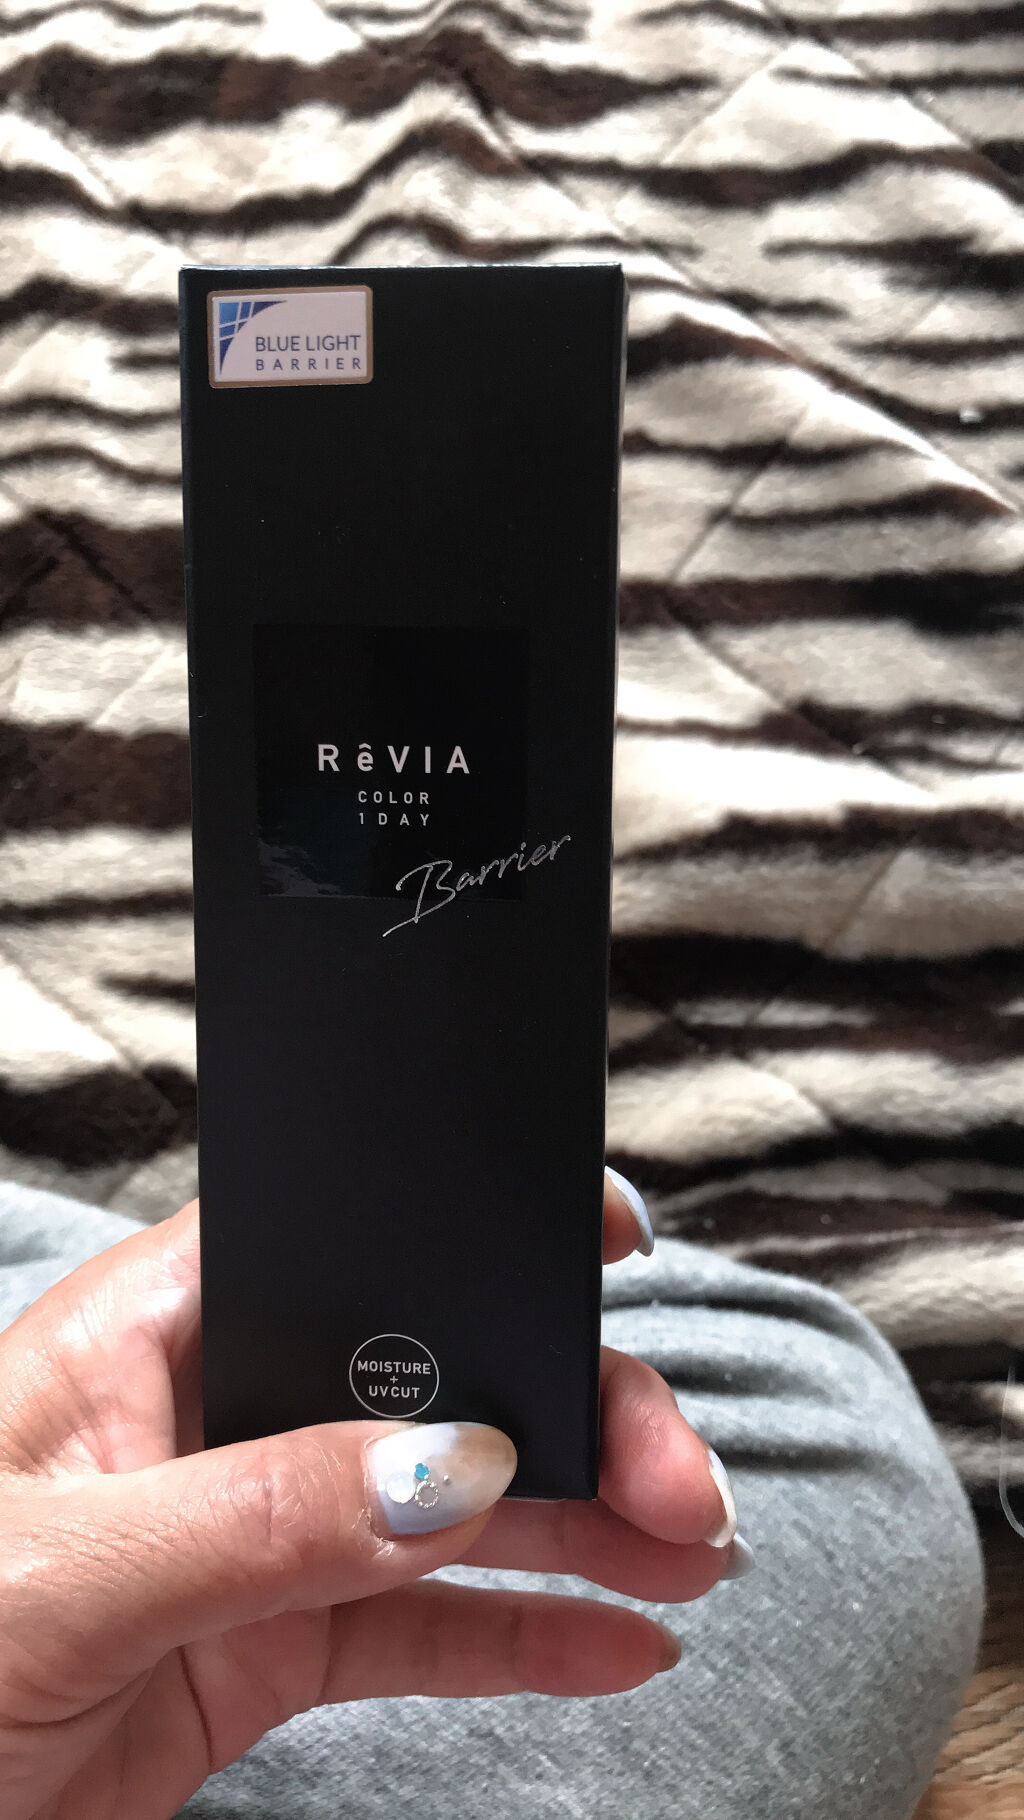 BLUE LIGHT
BARRIER
RêVIA
COLOR
1DAY
Barrier
MOISTURE
+
UVCUT